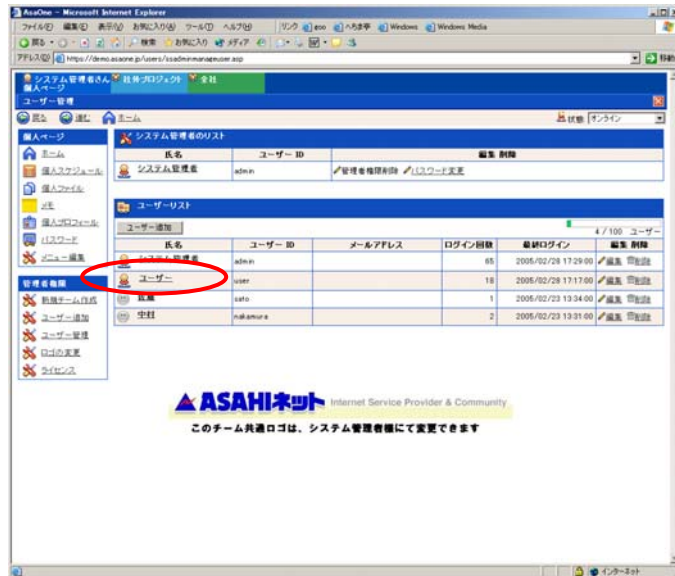 AsaOne - Microsoft Internet Explorer
ファイル(F) 編集(E) 表示(V) お気に入り(A) ツール(T) ヘルプ(H) リンク aso へろまや Windows Windows Media
戻る 検索 お気に入り メディア
アドレス(D) https://demo.asaone.jp/users/ssadminmanageuser.asp 移動
システム管理者さん 社外プロジェクト 全社
個人ページ
ユーザー管理
戻る 進む ホーム 状態 オンライン
個人ページ
ホーム
個人スケジュール
個人ファイル
メモ
個人プロフィール
パスワード
メニュー編集
管理者権限
新規チーム作成
ユーザー追加
ユーザー管理
ロゴの変更
ライセンス
システム管理者のリスト
氏名 ユーザー ID 編集 削除
システム管理者 admin 管理者権限削除 パスワード変更
ユーザーリスト
ユーザー追加 4 / 100 ユーザー
氏名 ユーザー ID メールアドレス ログイン回数 最終ログイン 編集 削除
システム管理者 admin 65 2005/02/28 17:29:00 編集 削除
ユーザー user 18 2005/02/28 17:17:00 編集 削除
佐藤 sato 1 2005/02/23 13:34:00 編集 削除
中村 nakamura 2 2005/02/23 13:31:00 編集 削除
ASAHIネット Internet Service Provider & Community
このチーム共通ロゴは、システム管理者様にて変更できます
インターネット